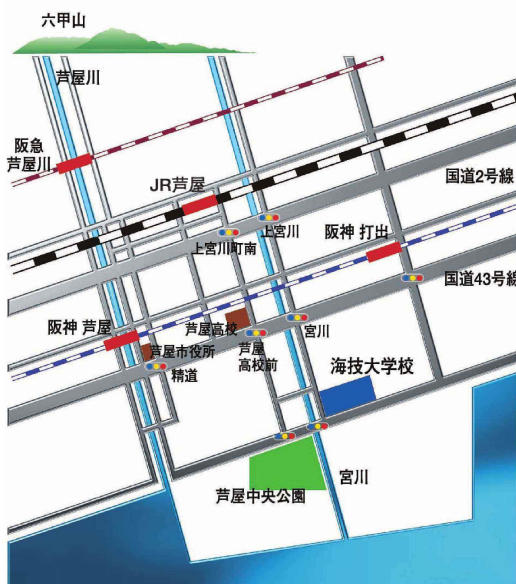 六甲山
芦屋川
阪急
芦屋川
JR芦屋
国道2号線
上宮川
上宮川町南
阪神 打出
国道43号線
阪神 芦屋
芦屋高校
宮川
芦屋市役所
芦屋
高校前
精道
海技大学校
宮川
芦屋中央公園